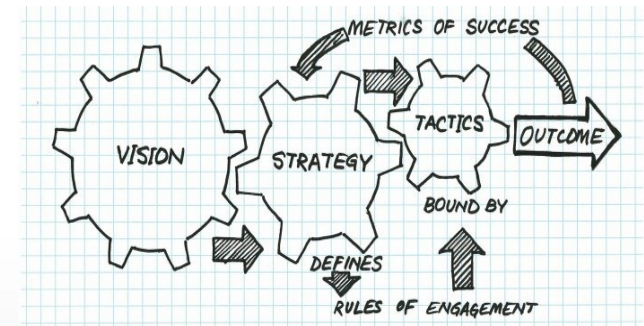 METRICS OF SUCCESS
VISION
STRATEGY
TACTICS
OUTCOME
BOUND BY
DEFINES
RULES OF ENGAGEMENT